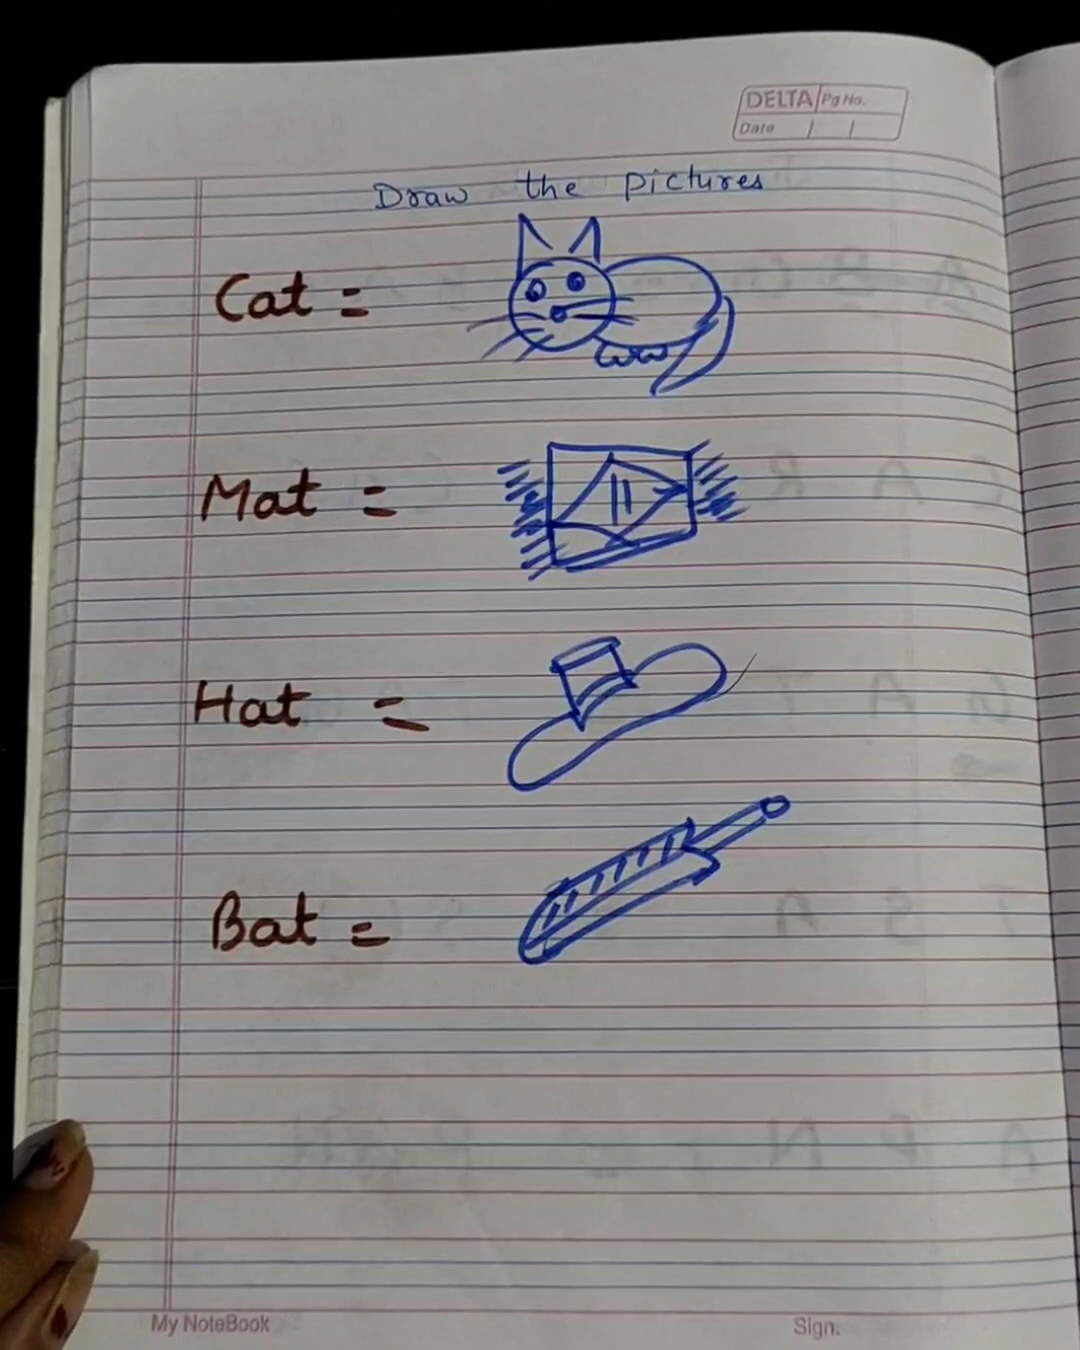 DELTA Pg No.
Date / /
Draw the pictures
Cat =
Mat =
Hat =
Bat =
My NoteBook Sign.